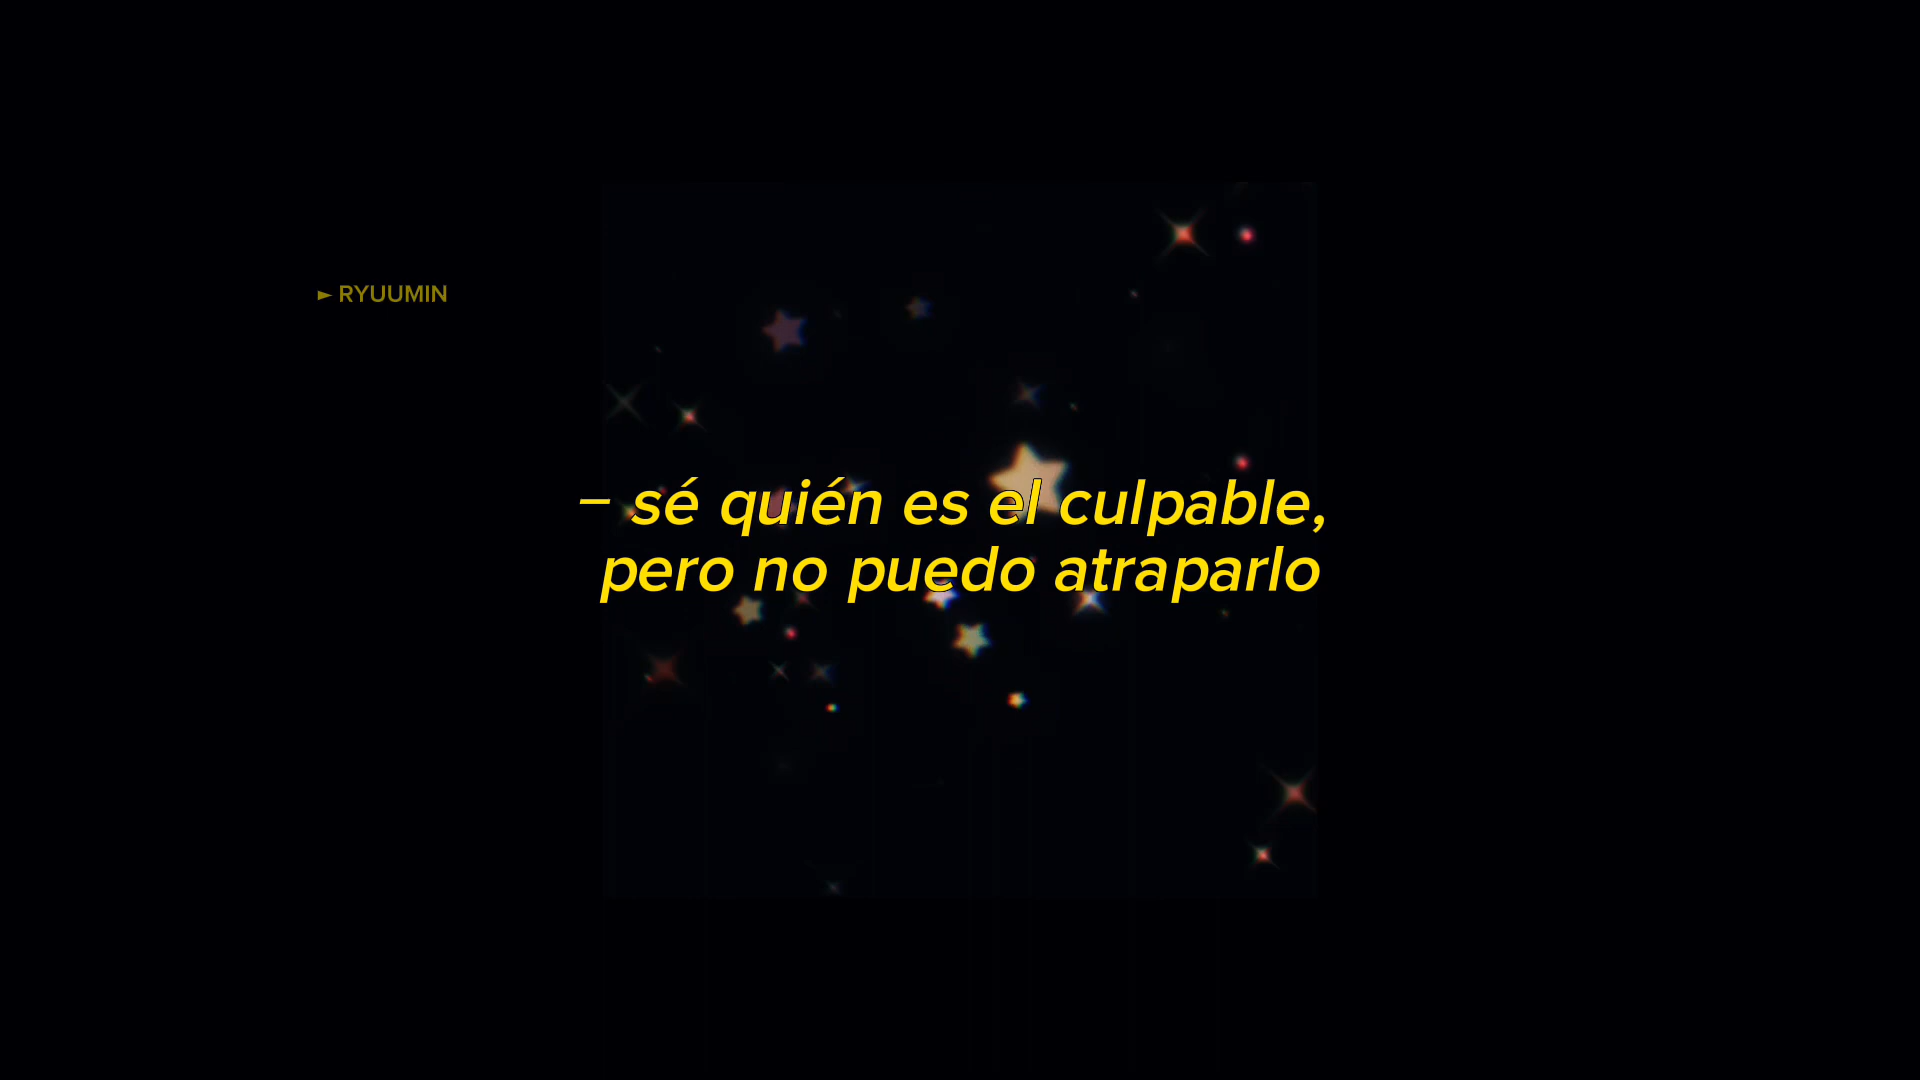 ► RYUUMIN
– sé quién es el culpable,
pero no puedo atraparlo